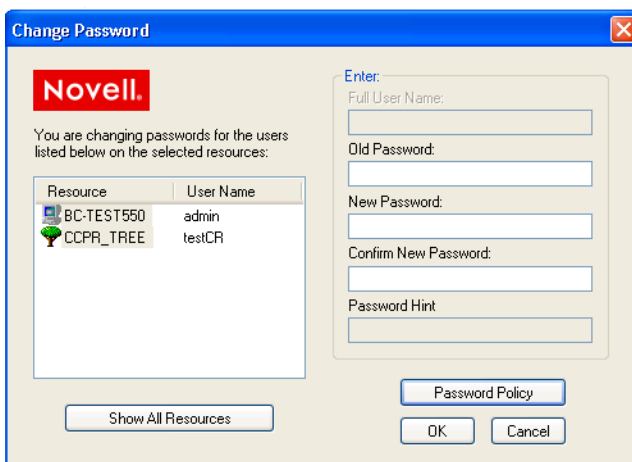 Change Password
Novell.
You are changing passwords for the users
listed below on the selected resources:
Resource User Name
BC-TEST550 admin
CCPR_TREE testCR
Show All Resources
Enter:
Full User Name:
Old Password:
New Password:
Confirm New Password:
Password Hint
Password Policy
OK Cancel